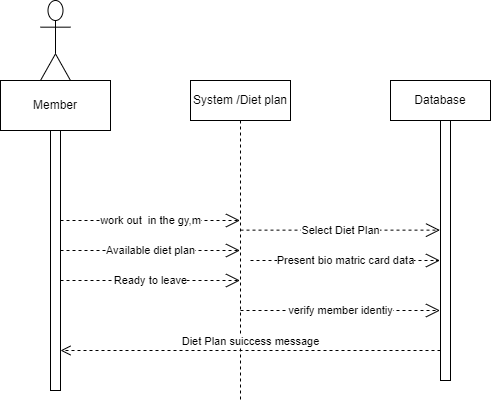 Member
System /Diet plan
Database
work out in the gy,m
Select Diet Plan
Available diet plan
Present bio matric card data
Ready to leave
verify member identiy
Diet Plan suiccess message